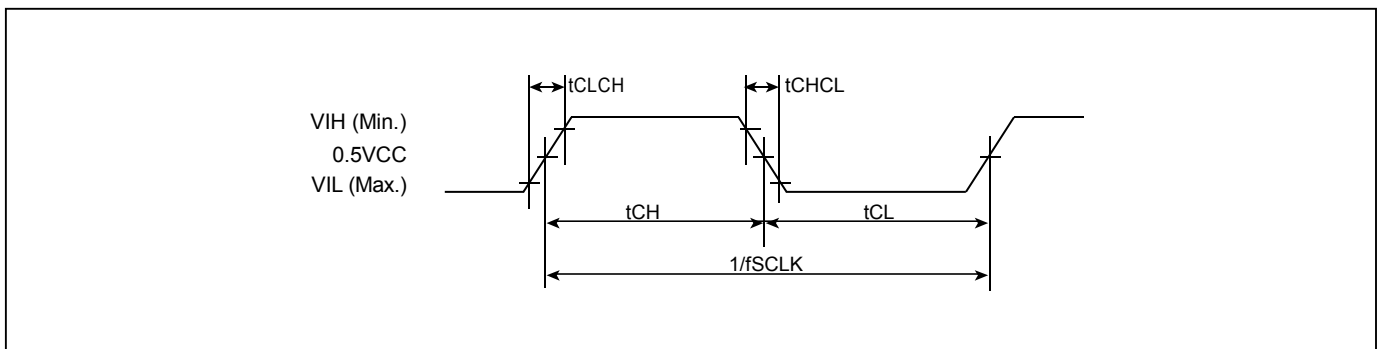 tCLCH
tCHCL
VIH (Min.)
0.5VCC
VIL (Max.)
tCH
tCL
1/fSCLK